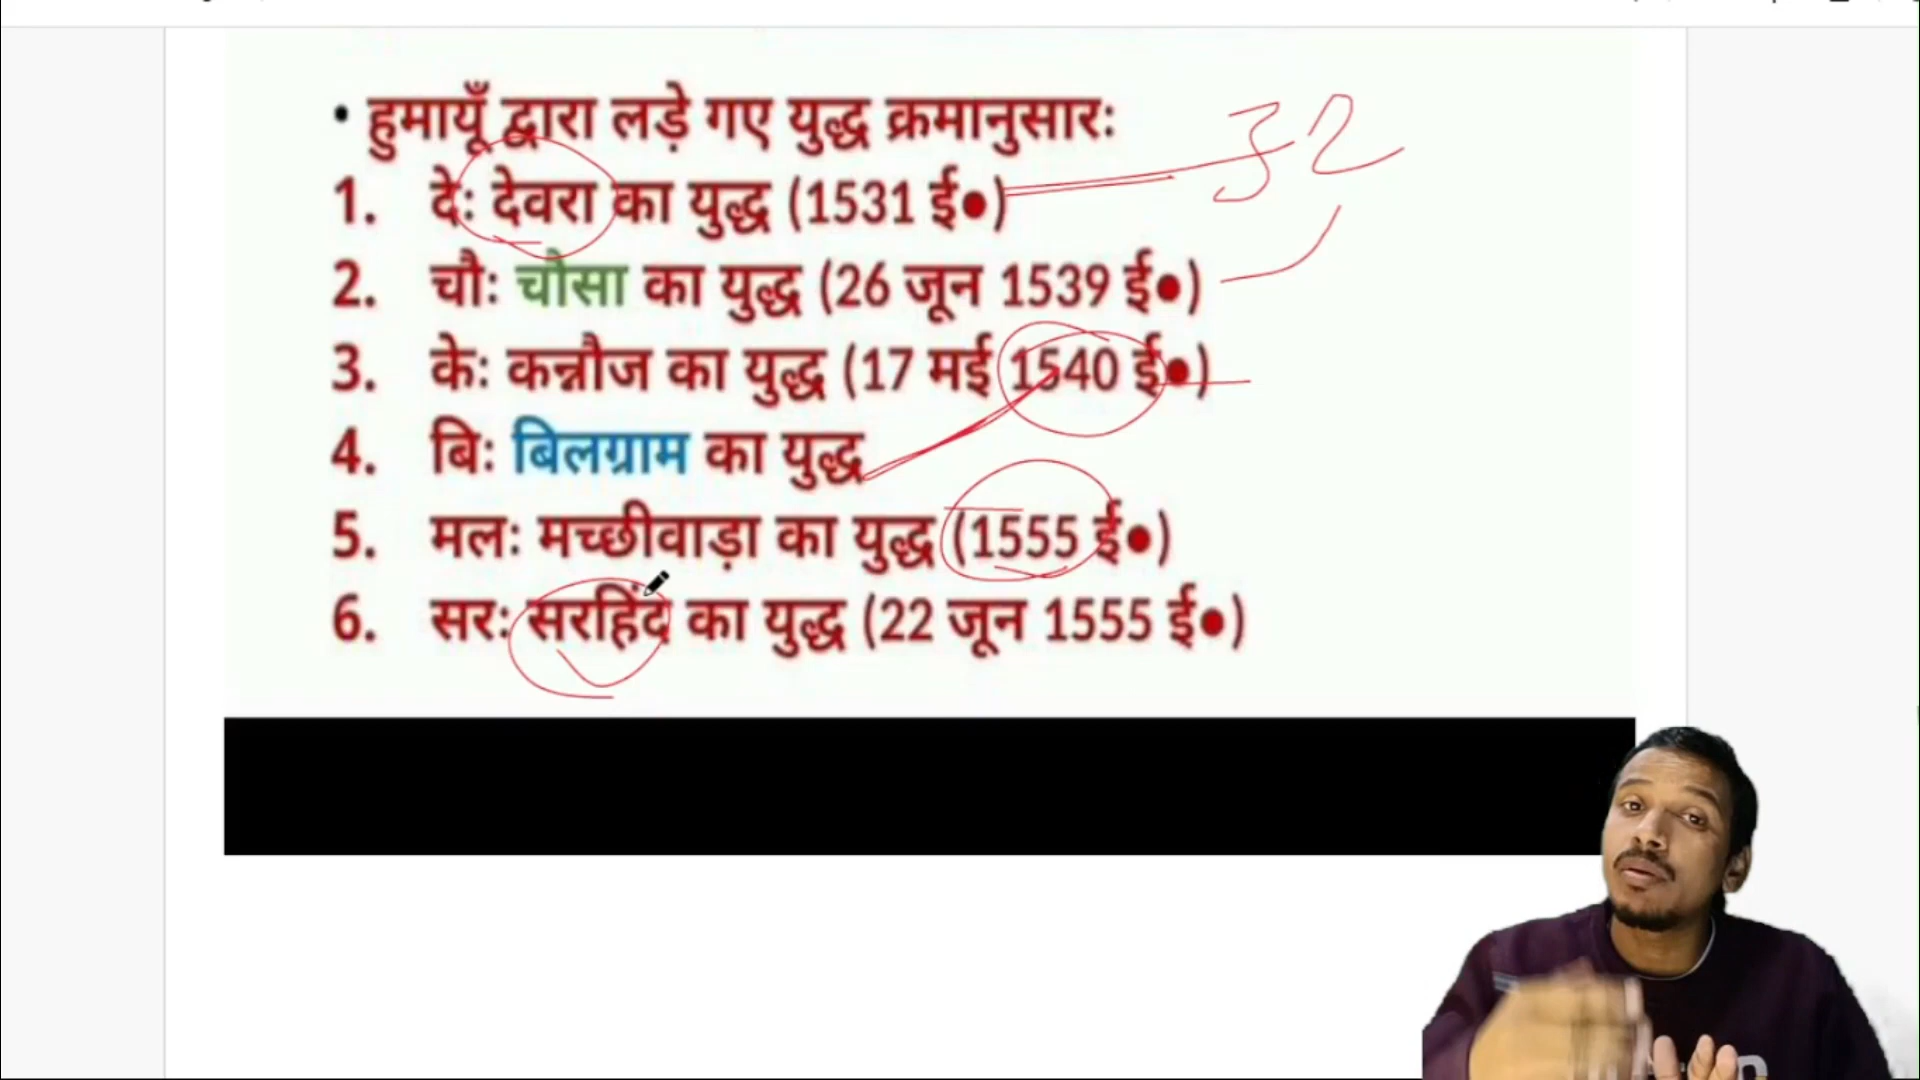 • हुमायूँ द्वारा लड़े गए युद्ध क्रमानुसारः
1. देः देवरा का युद्ध (1531 ई●) 32
2. चौः चौसा का युद्ध (26 जून 1539 ई●)
3. केः कन्नौज का युद्ध (17 मई 1540 ई●)
4. बिः बिलग्राम का युद्ध
5. मलः मच्छीवाड़ा का युद्ध (1555 ई●)
6. सरः सरहिंद का युद्ध (22 जून 1555 ई●)